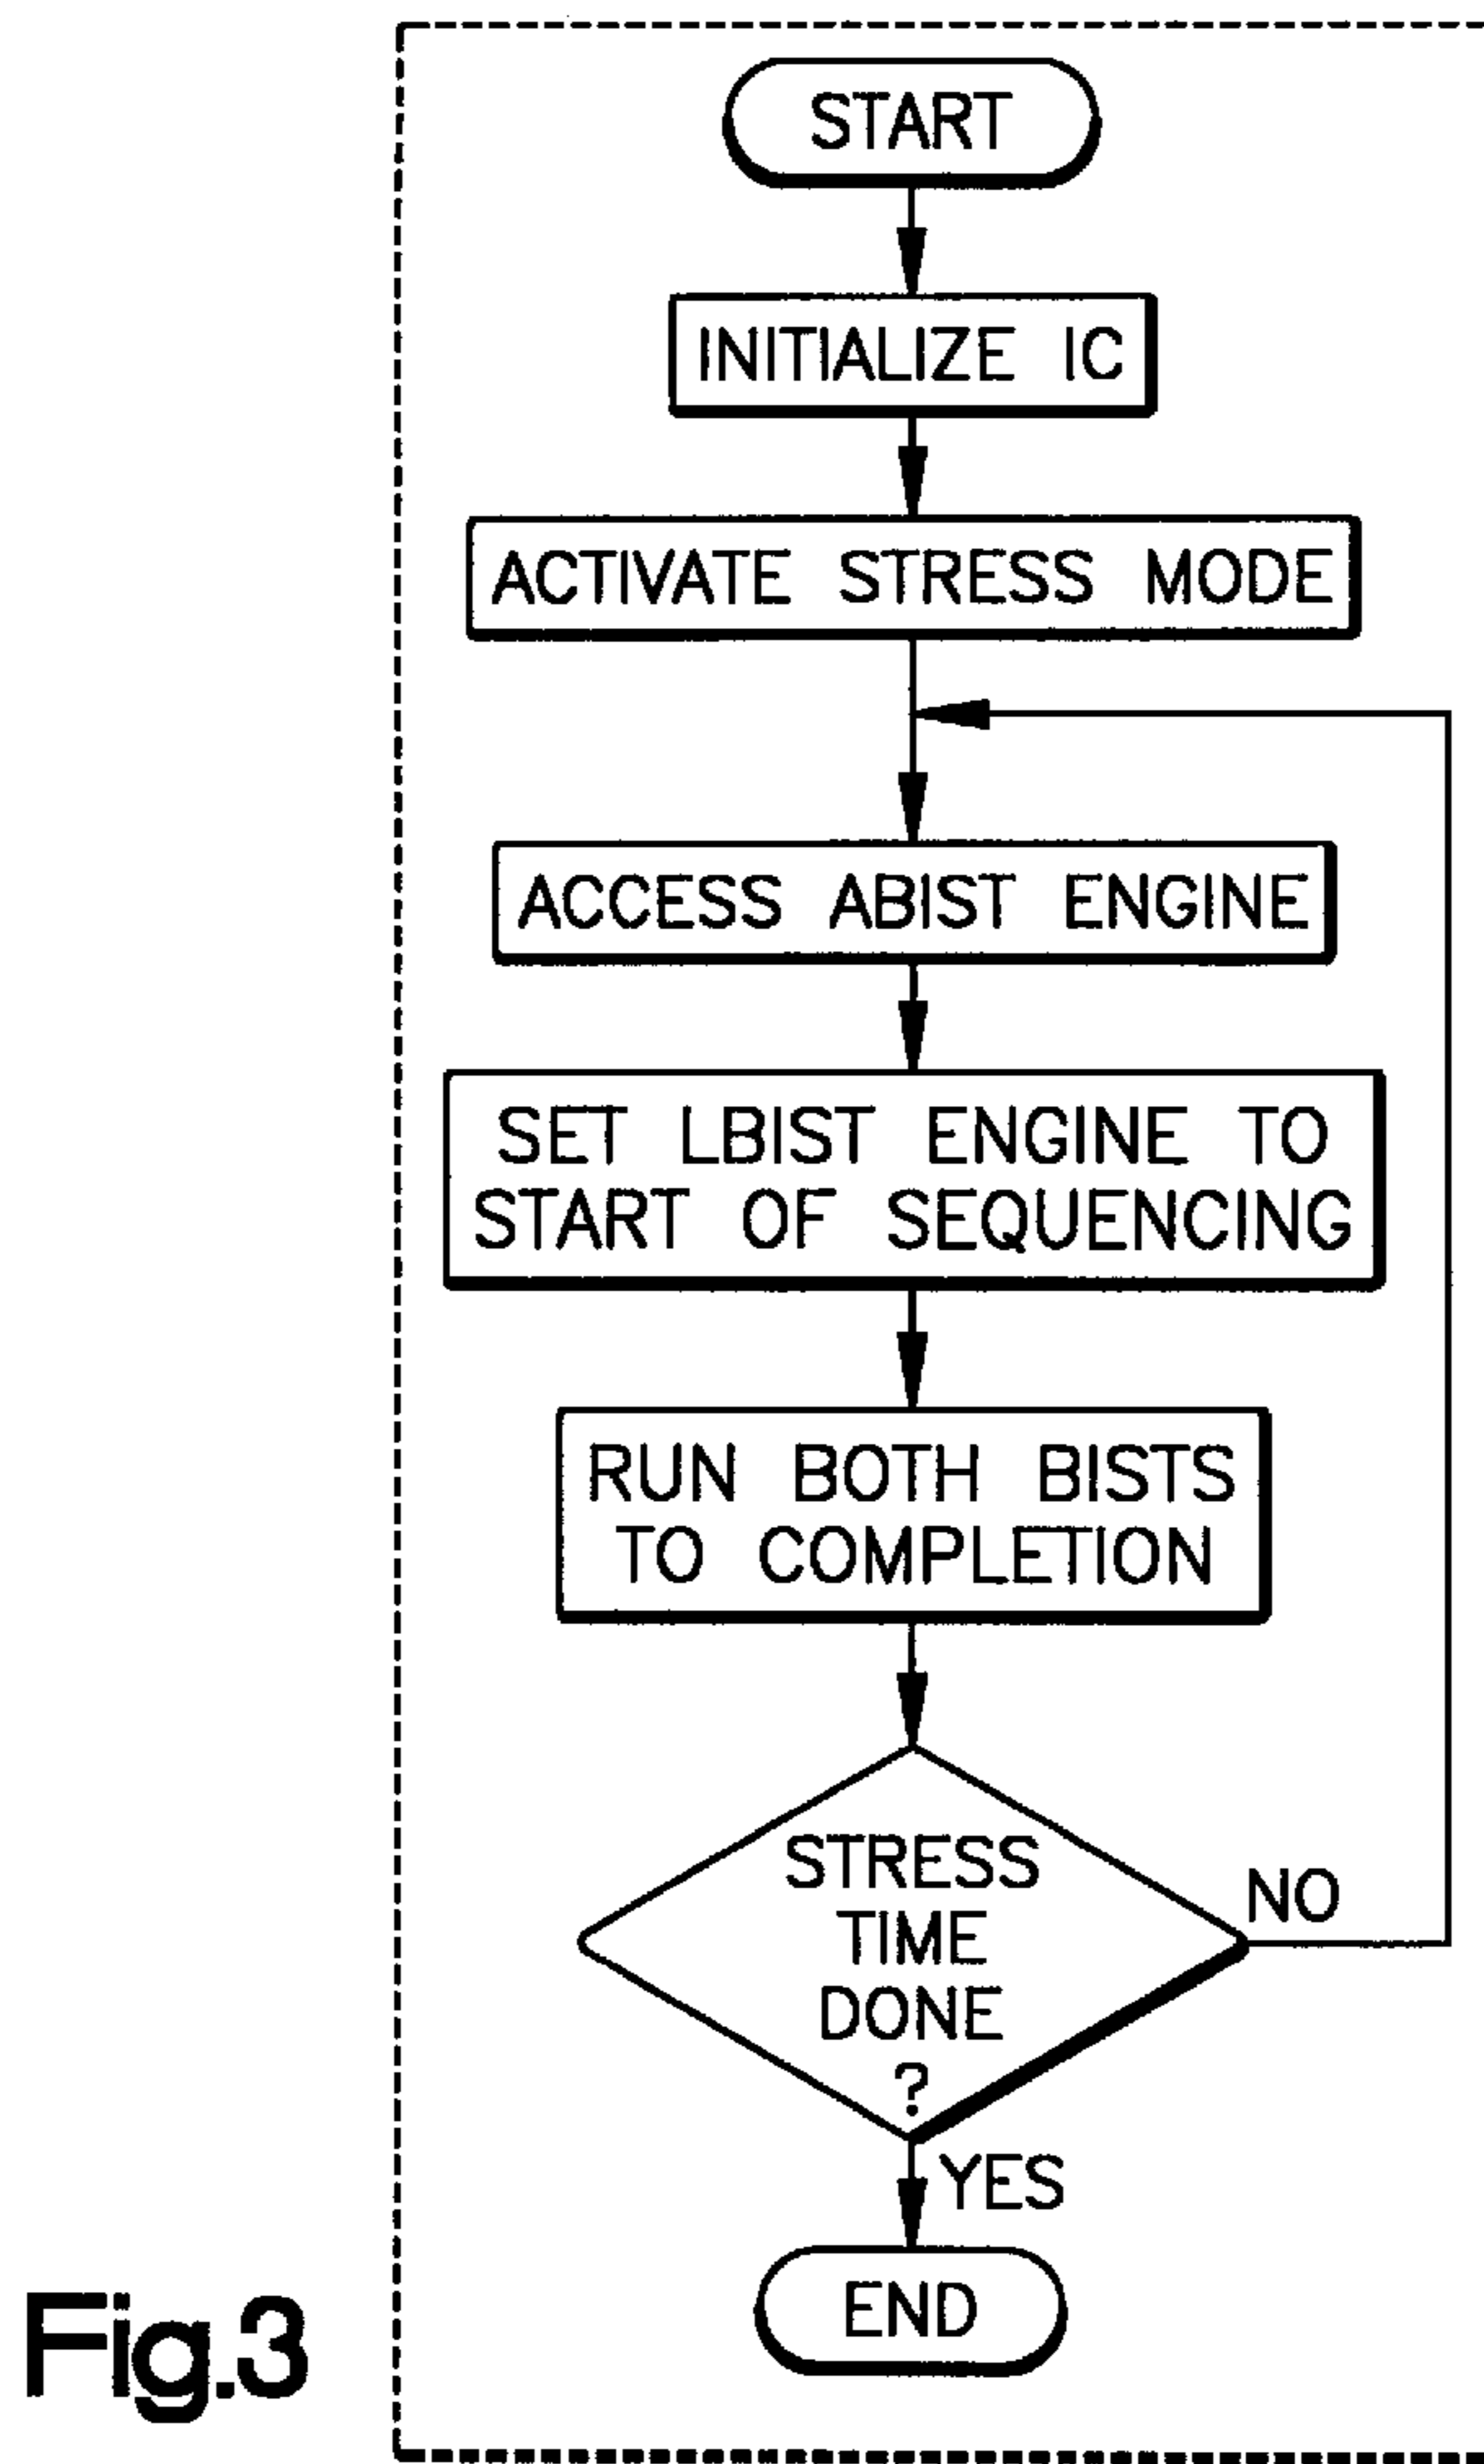 START
INITIALIZE IC
ACTIVATE STRESS MODE
ACCESS ABIST ENGINE
SET LBIST ENGINE TO
START OF SEQUENCING
RUN BOTH BISTS
TO COMPLETION
STRESS
TIME
DONE
?
NO
YES
END
Fig.3